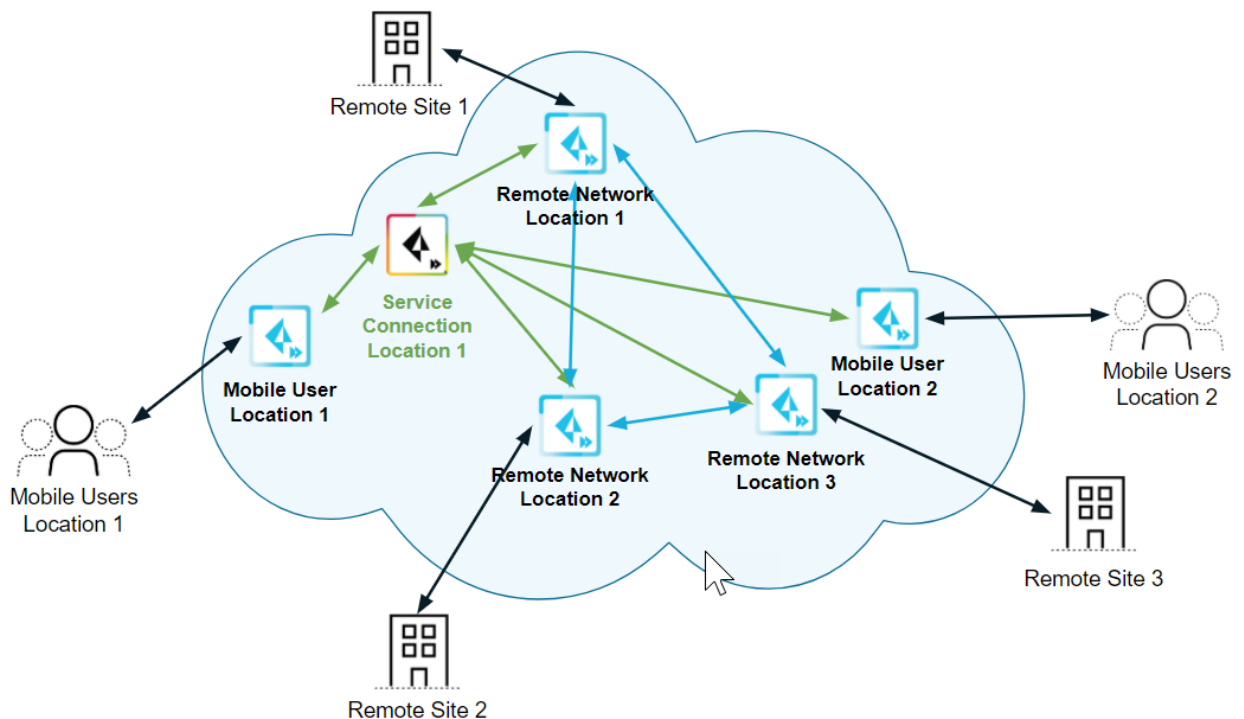 Remote Site 1
Remote Network
Location 1
Service
Connection
Location 1
Mobile User
Location 1
Mobile User
Location 2
Mobile Users
Location 2
Remote Network
Location 2
Remote Network
Location 3
Mobile Users
Location 1
Remote Site 3
Remote Site 2